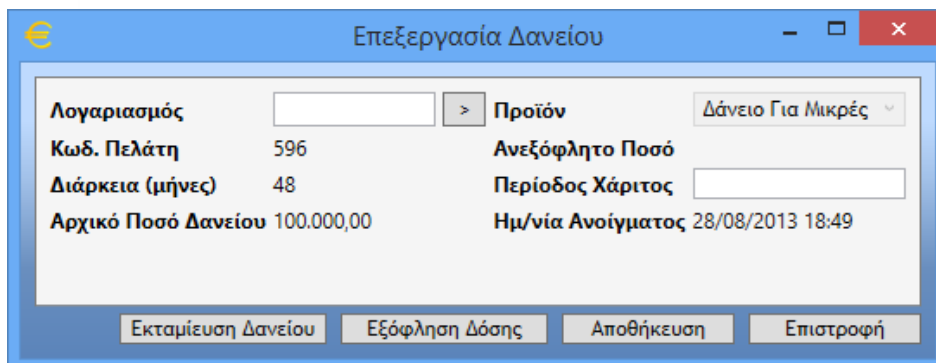 Επεξεργασία Δανείου
Λογαριασμός > Προϊόν Δάνειο Για Μικρές
Κωδ. Πελάτη 596 Ανεξόφλητο Ποσό
Διάρκεια (μήνες) 48 Περίοδος Χάριτος
Αρχικό Ποσό Δανείου 100.000,00 Ημ/νία Ανοίγματος 28/08/2013 18:49
Εκταμίευση Δανείου Εξόφληση Δόσης Αποθήκευση Επιστροφή